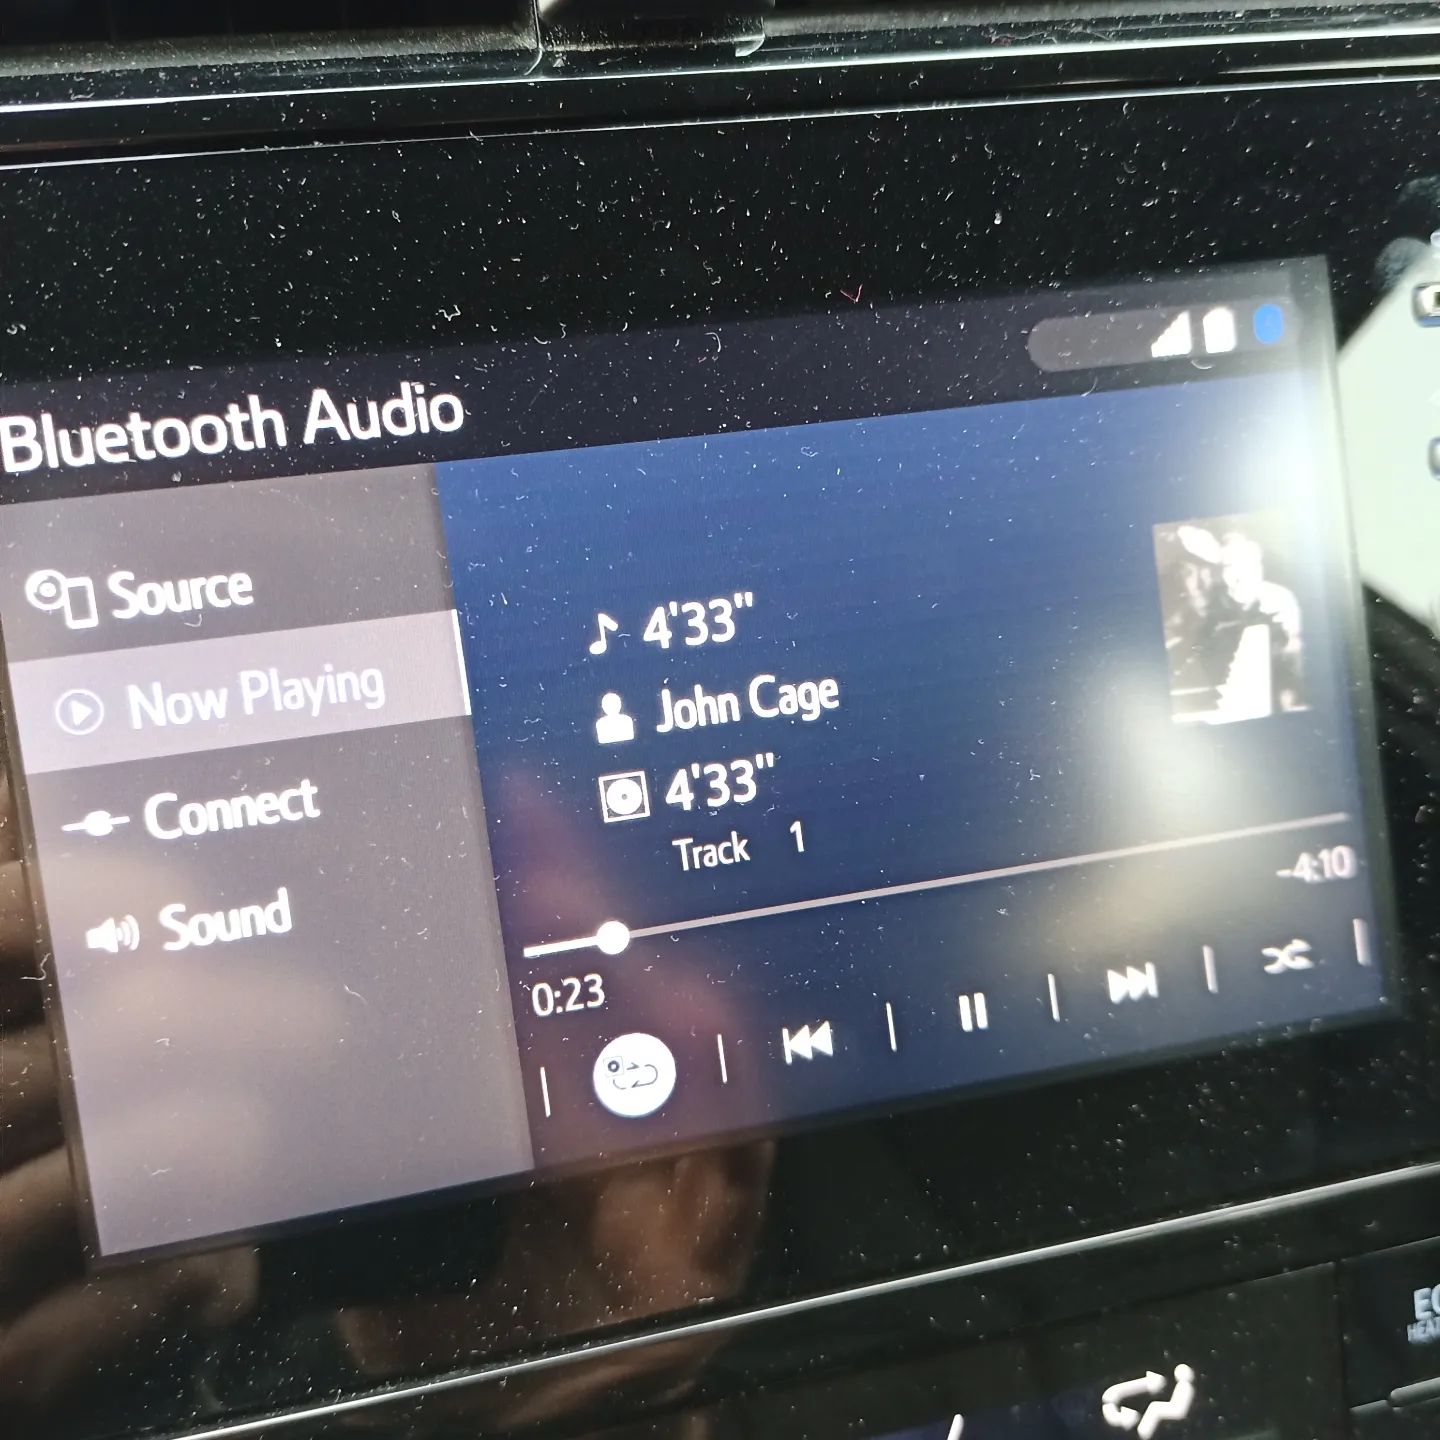 Bluetooth Audio
Source
Now Playing
Connect
Sound
4'33"
John Cage
4'33"
Track 1
0:23
-4:10